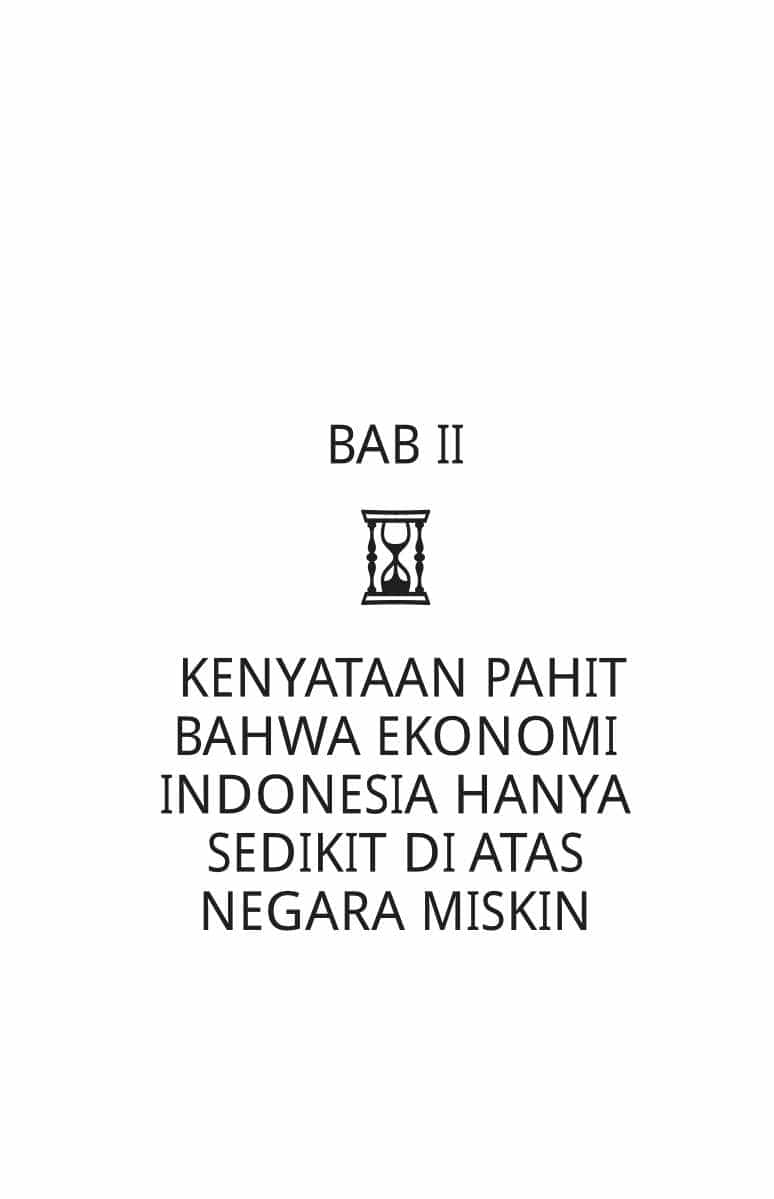 BAB II
KENYATAAN PAHIT
BAHWA EKONOMI
INDONESIA HANYA
SEDIKIT DI ATAS
NEGARA MISKIN